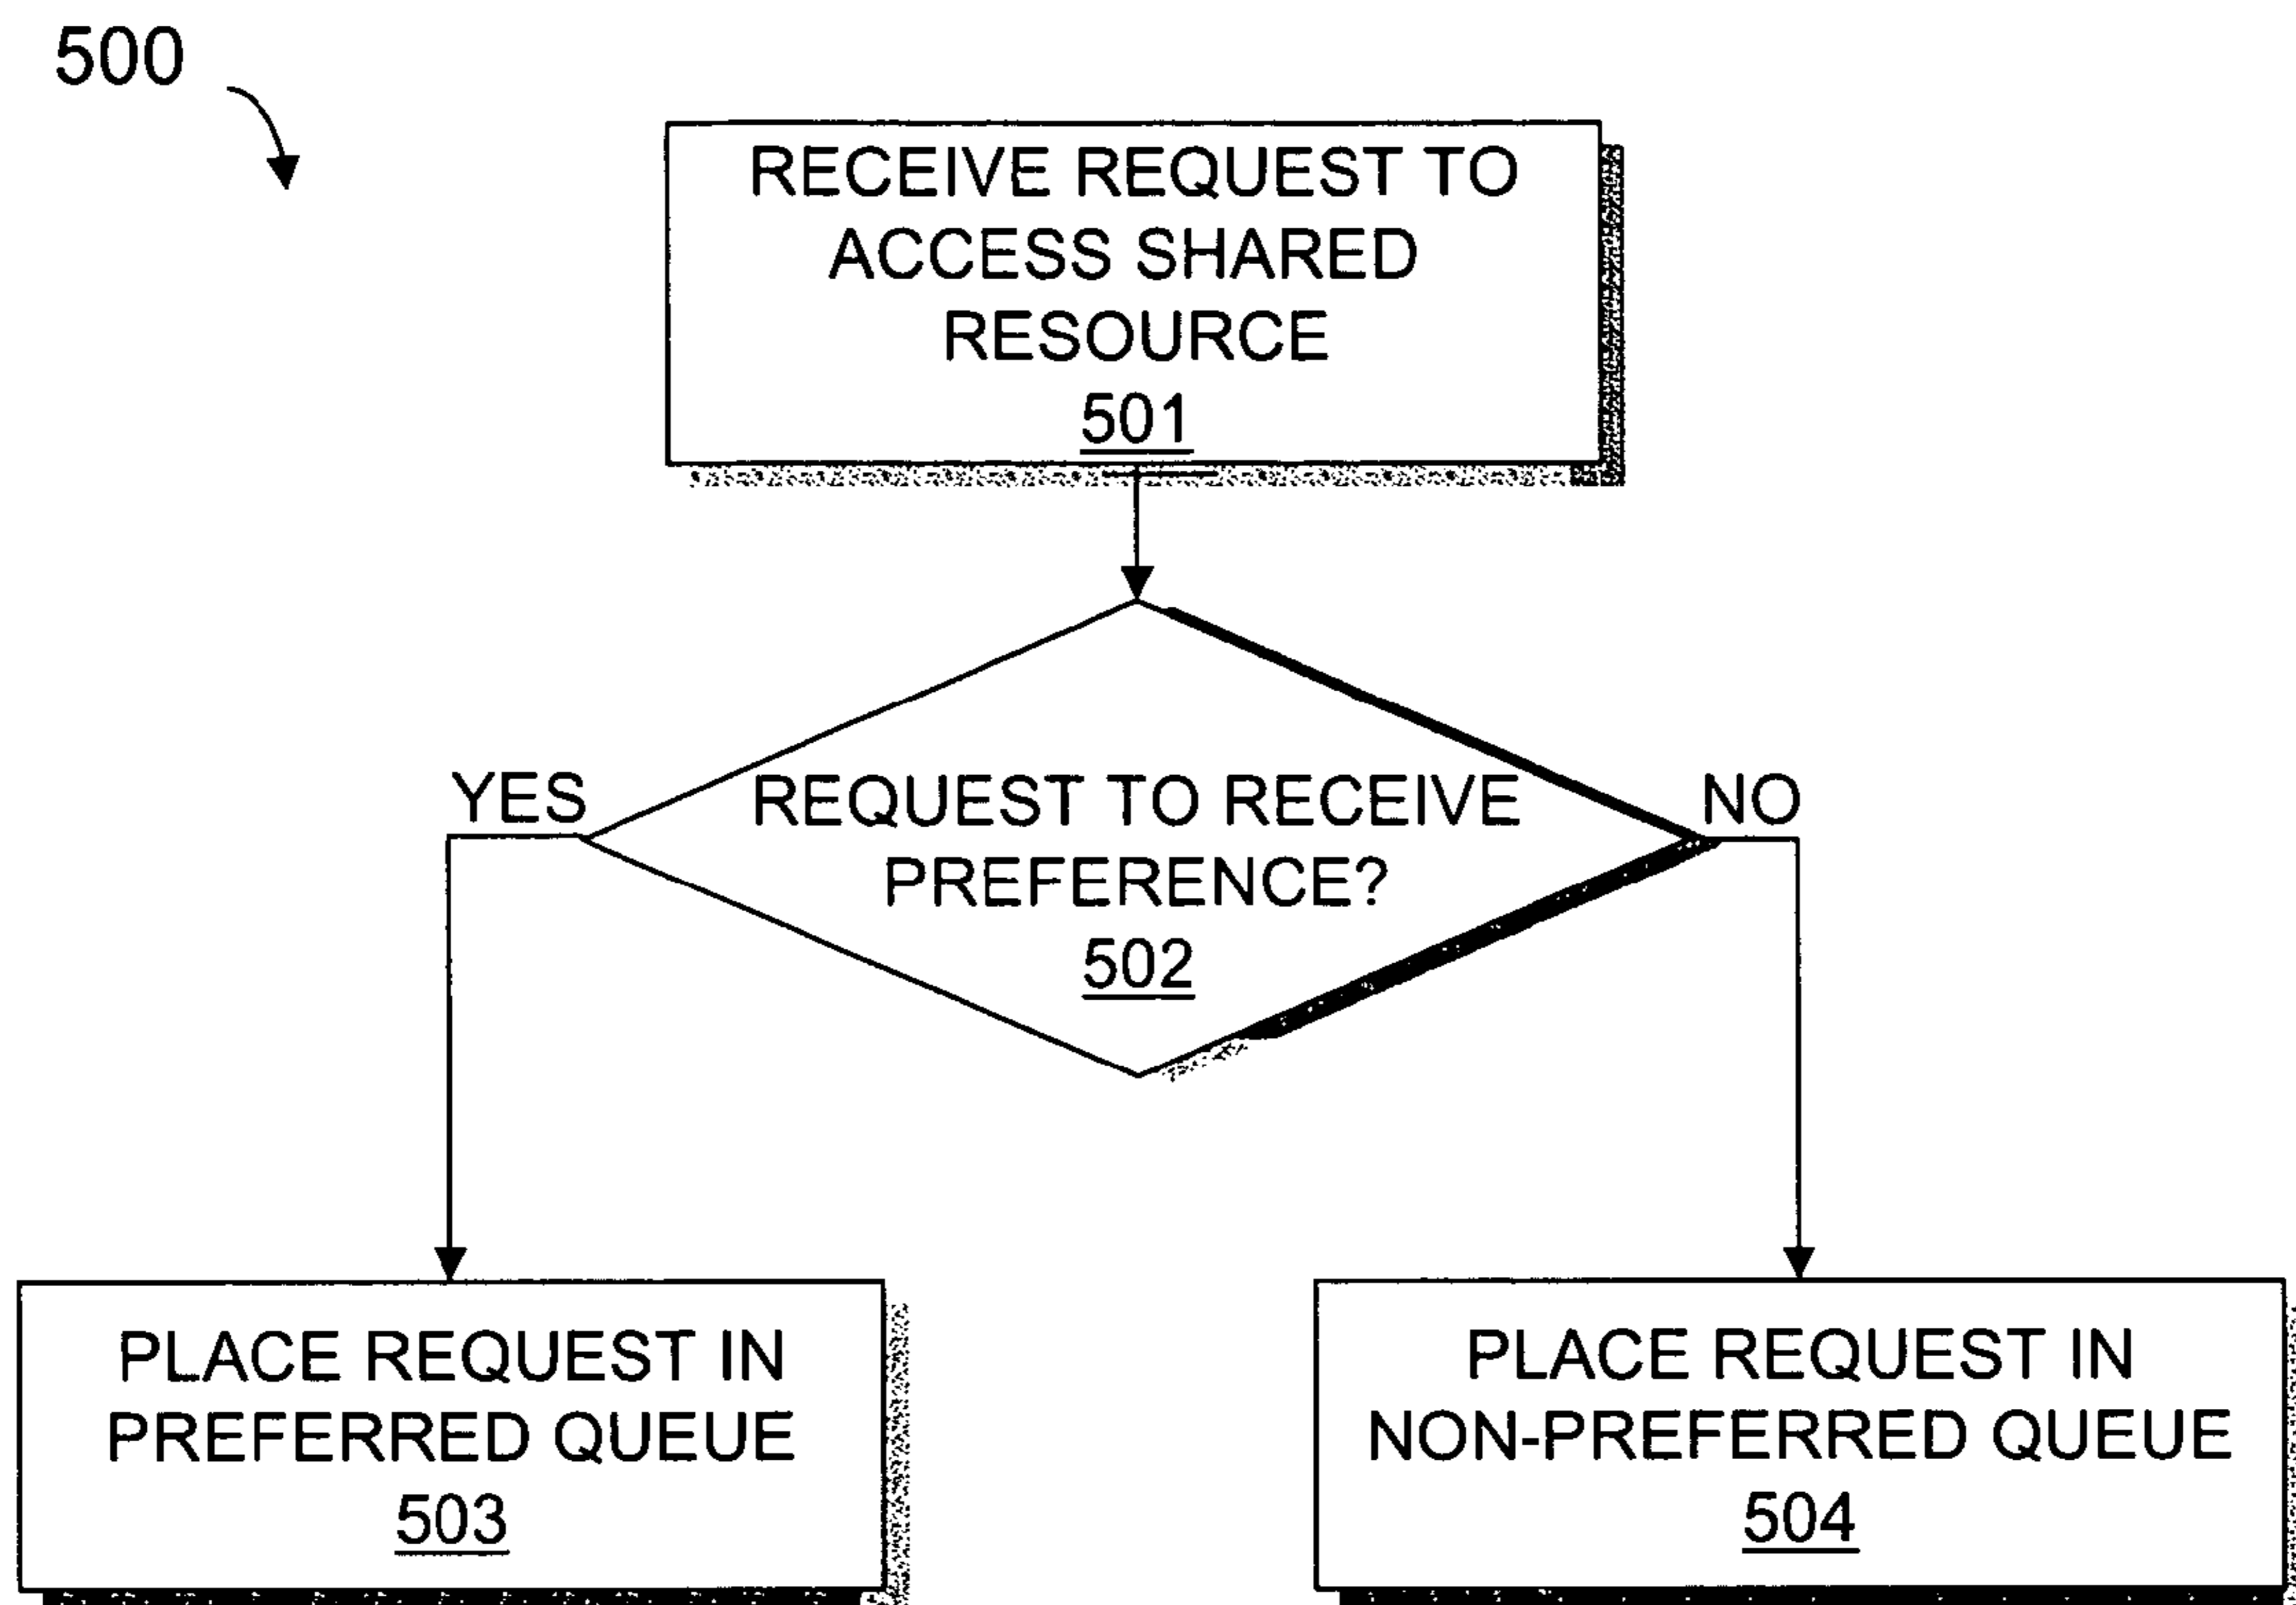 500
RECEIVE REQUEST TO
ACCESS SHARED
RESOURCE
501
YES
REQUEST TO RECEIVE
PREFERENCE?
502
NO
PLACE REQUEST IN
PREFERRED QUEUE
503
PLACE REQUEST IN
NON-PREFERRED QUEUE
504